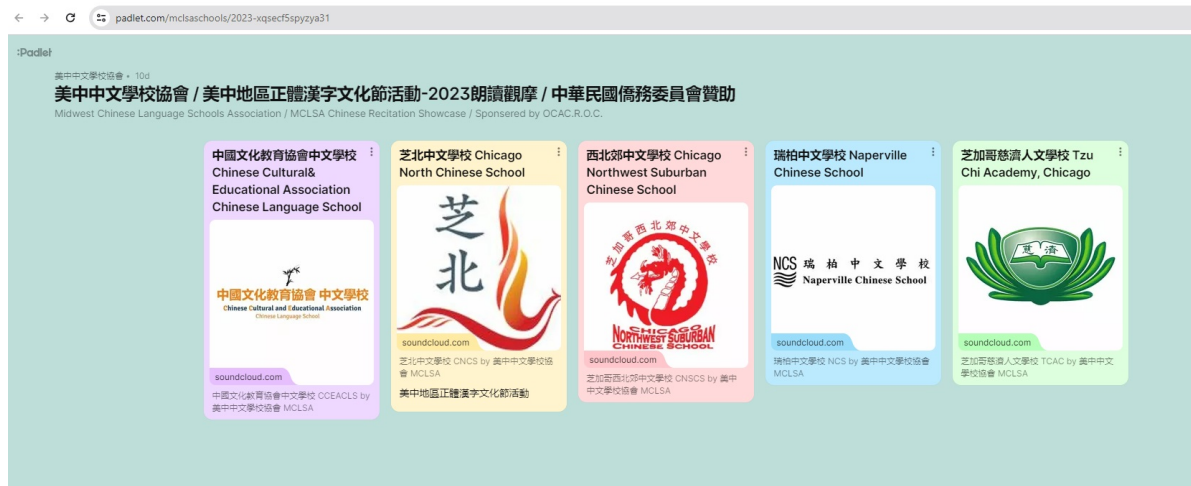 padlet.com/mclsaschools/2023-xqsecf5spyzya31
:Padlet
美中中文學校協會 • 10d
美中中文學校協會 / 美中地區正體漢字文化節活動-2023朗讀觀摩 / 中華民國僑務委員會贊助
Midwest Chinese Language Schools Association / MCLSA Chinese Recitation Showcase / Sponsered by OCAC.R.O.C.
中國文化教育協會中文學校
Chinese Cultural&
Educational Association
Chinese Language School
中國文化教育協會 中文學校
Chinese Cultural and Educational Association
Chinese Language School
soundcloud.com
中國文化教育協會中文學校 CCEACLS by
美中中文學校協會 MCLSA
芝北中文學校 Chicago
North Chinese School
芝
北
soundcloud.com
芝北中文學校 CNCS by 美中中文學校協
會 MCLSA
美中地區正體漢字文化節活動
西北郊中文學校 Chicago
Northwest Suburban
Chinese School
芝加哥西北郊中文學校
CHICAGO
NORTHWEST SUBURBAN
CHINESE SCHOOL
soundcloud.com
芝加哥西北郊中文學校 CNSCS by 美中
中文學校協會 MCLSA
瑞柏中文學校 Naperville
Chinese School
NCS 瑞柏中文學校
Naperville Chinese School
soundcloud.com
瑞柏中文學校 NCS by 美中中文學校協會
MCLSA
芝加哥慈濟人文學校 Tzu
Chi Academy, Chicago
慈濟
soundcloud.com
芝加哥慈濟人文學校 TCAC by 美中中文
學校協會 MCLSA